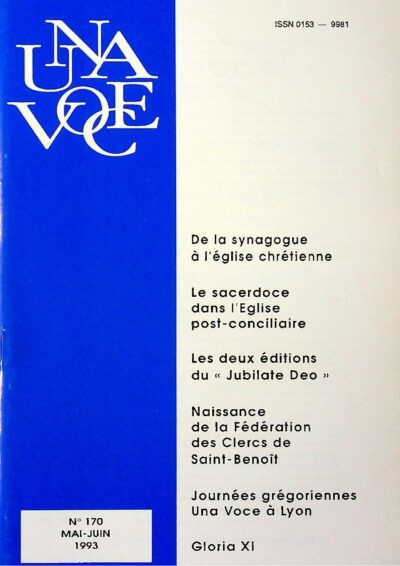 UNA
VOCE
ISSN 0153 — 9981
De la synagogue
à l'église chrétienne
Le sacerdoce
dans l'Eglise
post-conciliaire
Les deux éditions
du « Jubilate Deo »
Naissance
de la Fédération
des Clercs de
Saint-Benoît
Journées grégoriennes
Una Voce à Lyon
Gloria XI
N° 170
MAI-JUIN
1993